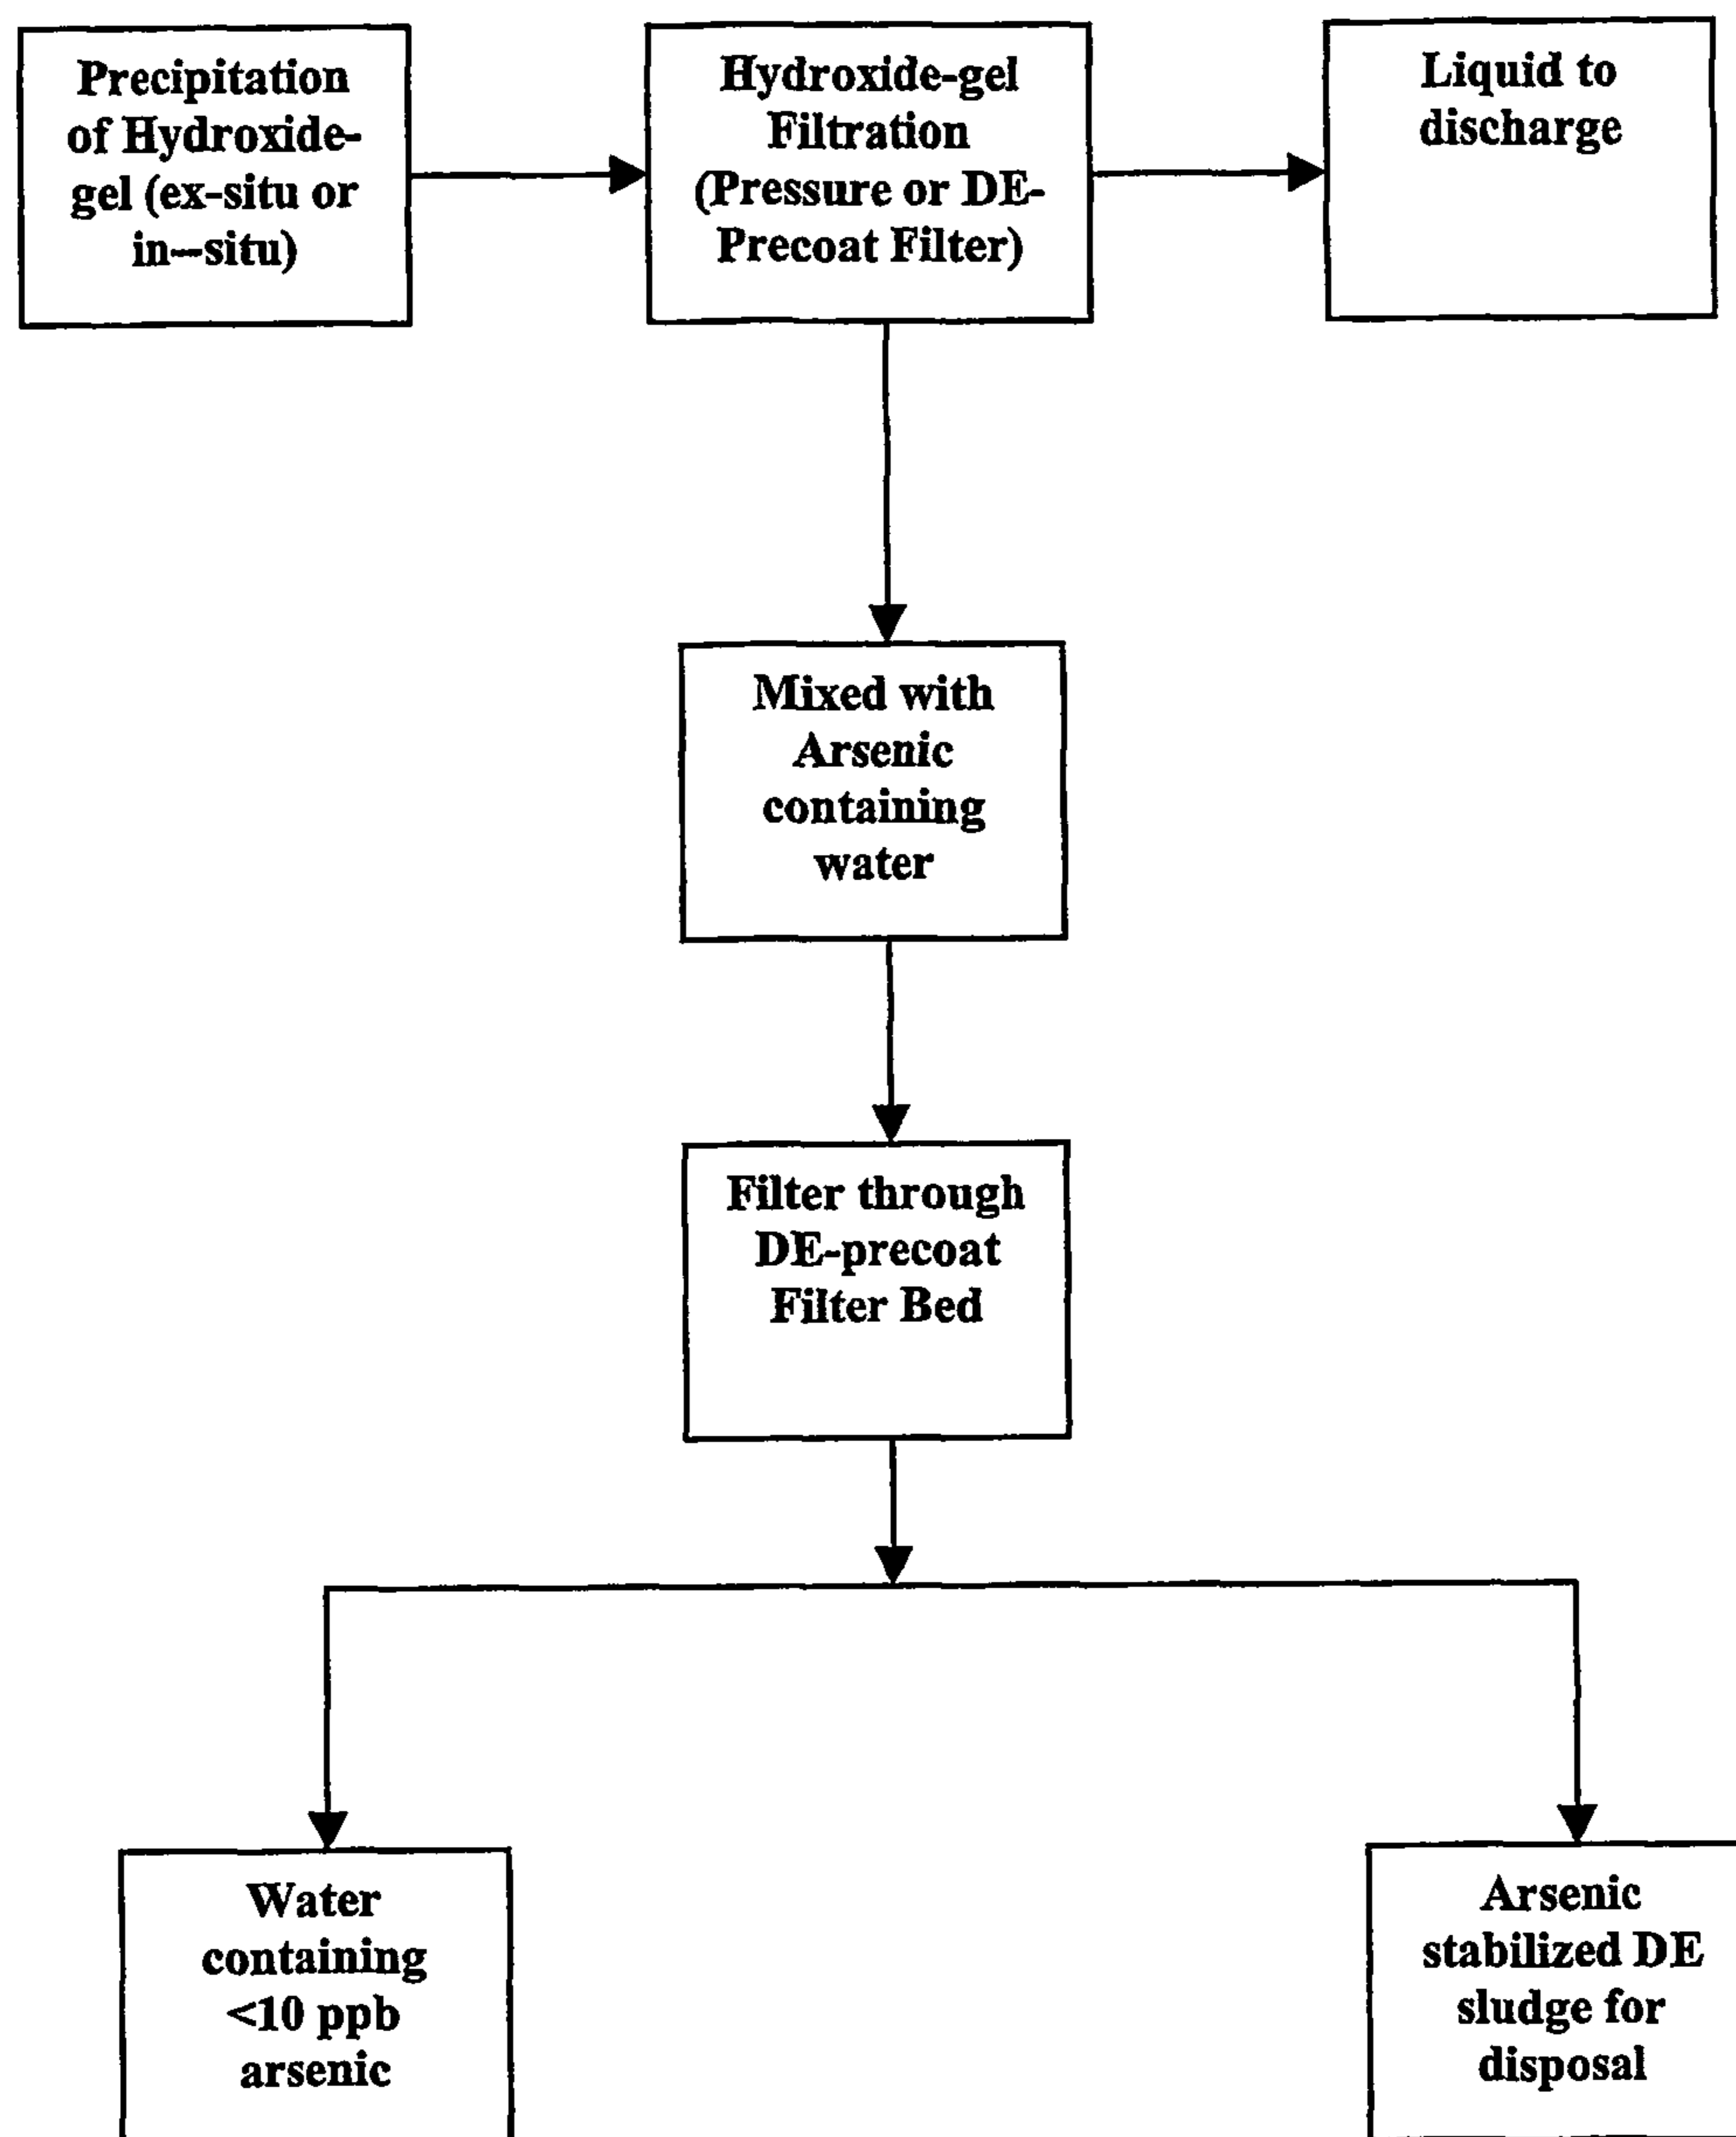 Precipitation
of Hydroxide-
gel (ex-situ or
in--situ)
Hydroxide-gel
Filtration
(Pressure or DE-
Precoat Filter)
Liquid to
discharge
Mixed with
Arsenic
containing
water
Filter through
DE-precoat
Filter Bed
Water
containing
<10 ppb
arsenic
Arsenic
stabilized DE
sludge for
disposal